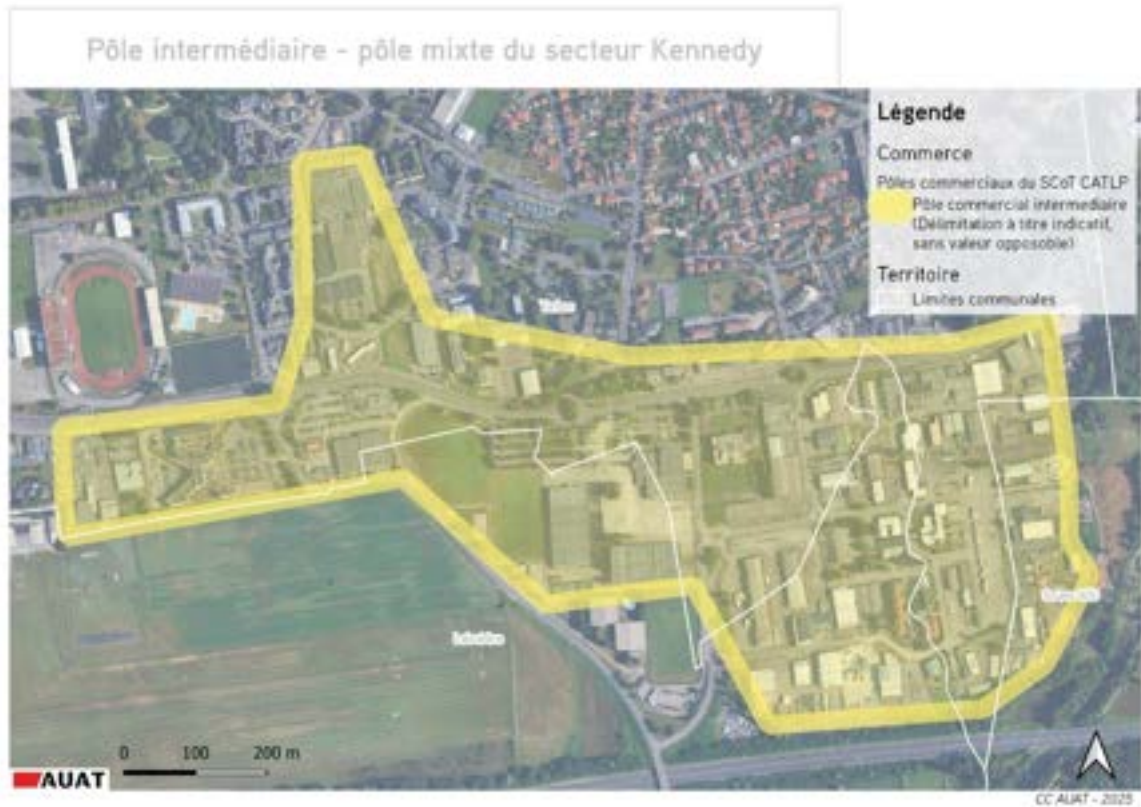 Pôle intermédiaire - pôle mixte du secteur Kennedy
Légende
Commerce
Pôles commerciaux du SCoT CATLP
Pôle commercial intermediaire
(Délimitation à titre indicatif,
sans valeur opposable)
Territoire
Limites communales
0 100 200 m
AUAT
CC AUAT - 2025